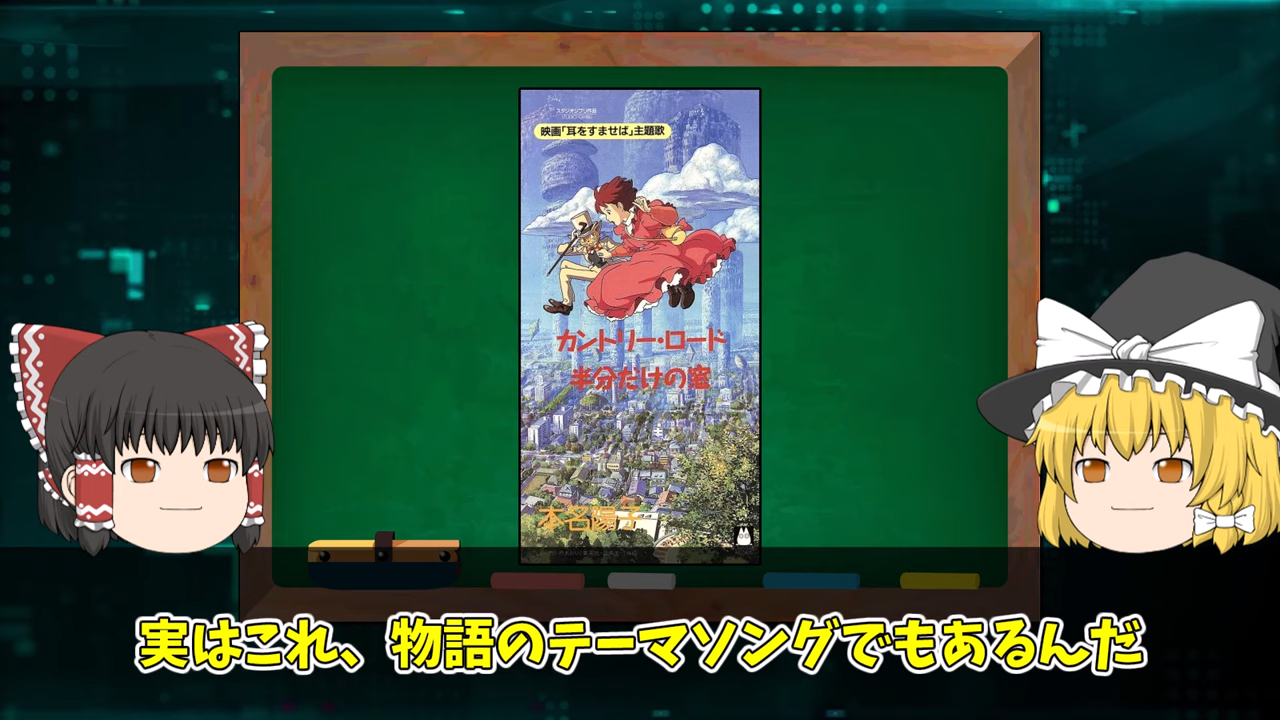 スタジオジブリ作品
映画「耳をすませば」主題歌
カントリー・ロード
半分だけの窓
本名陽子
実はこれ、物語のテーマソングでもあるんだ